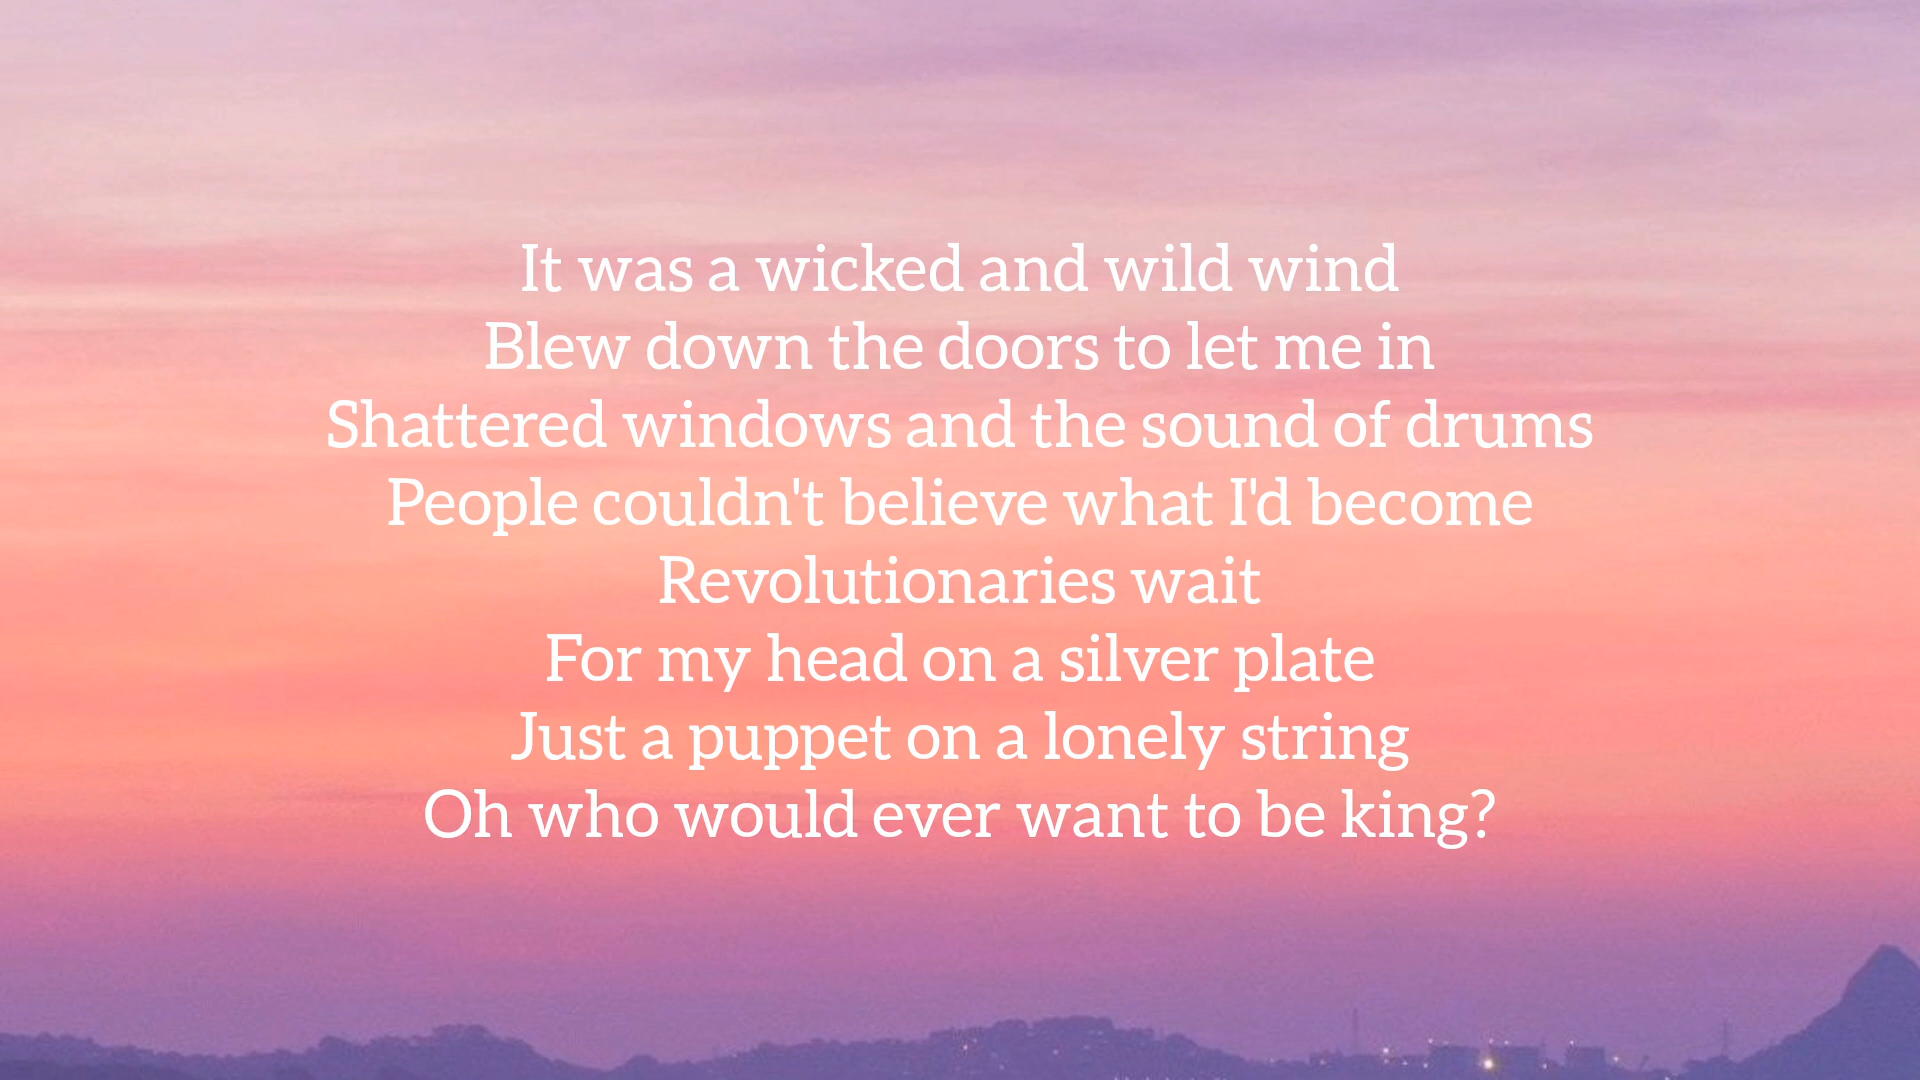 It was a wicked and wild wind
Blew down the doors to let me in
Shattered windows and the sound of drums
People couldn't believe what I'd become
Revolutionaries wait
For my head on a silver plate
Just a puppet on a lonely string
Oh who would ever want to be king?